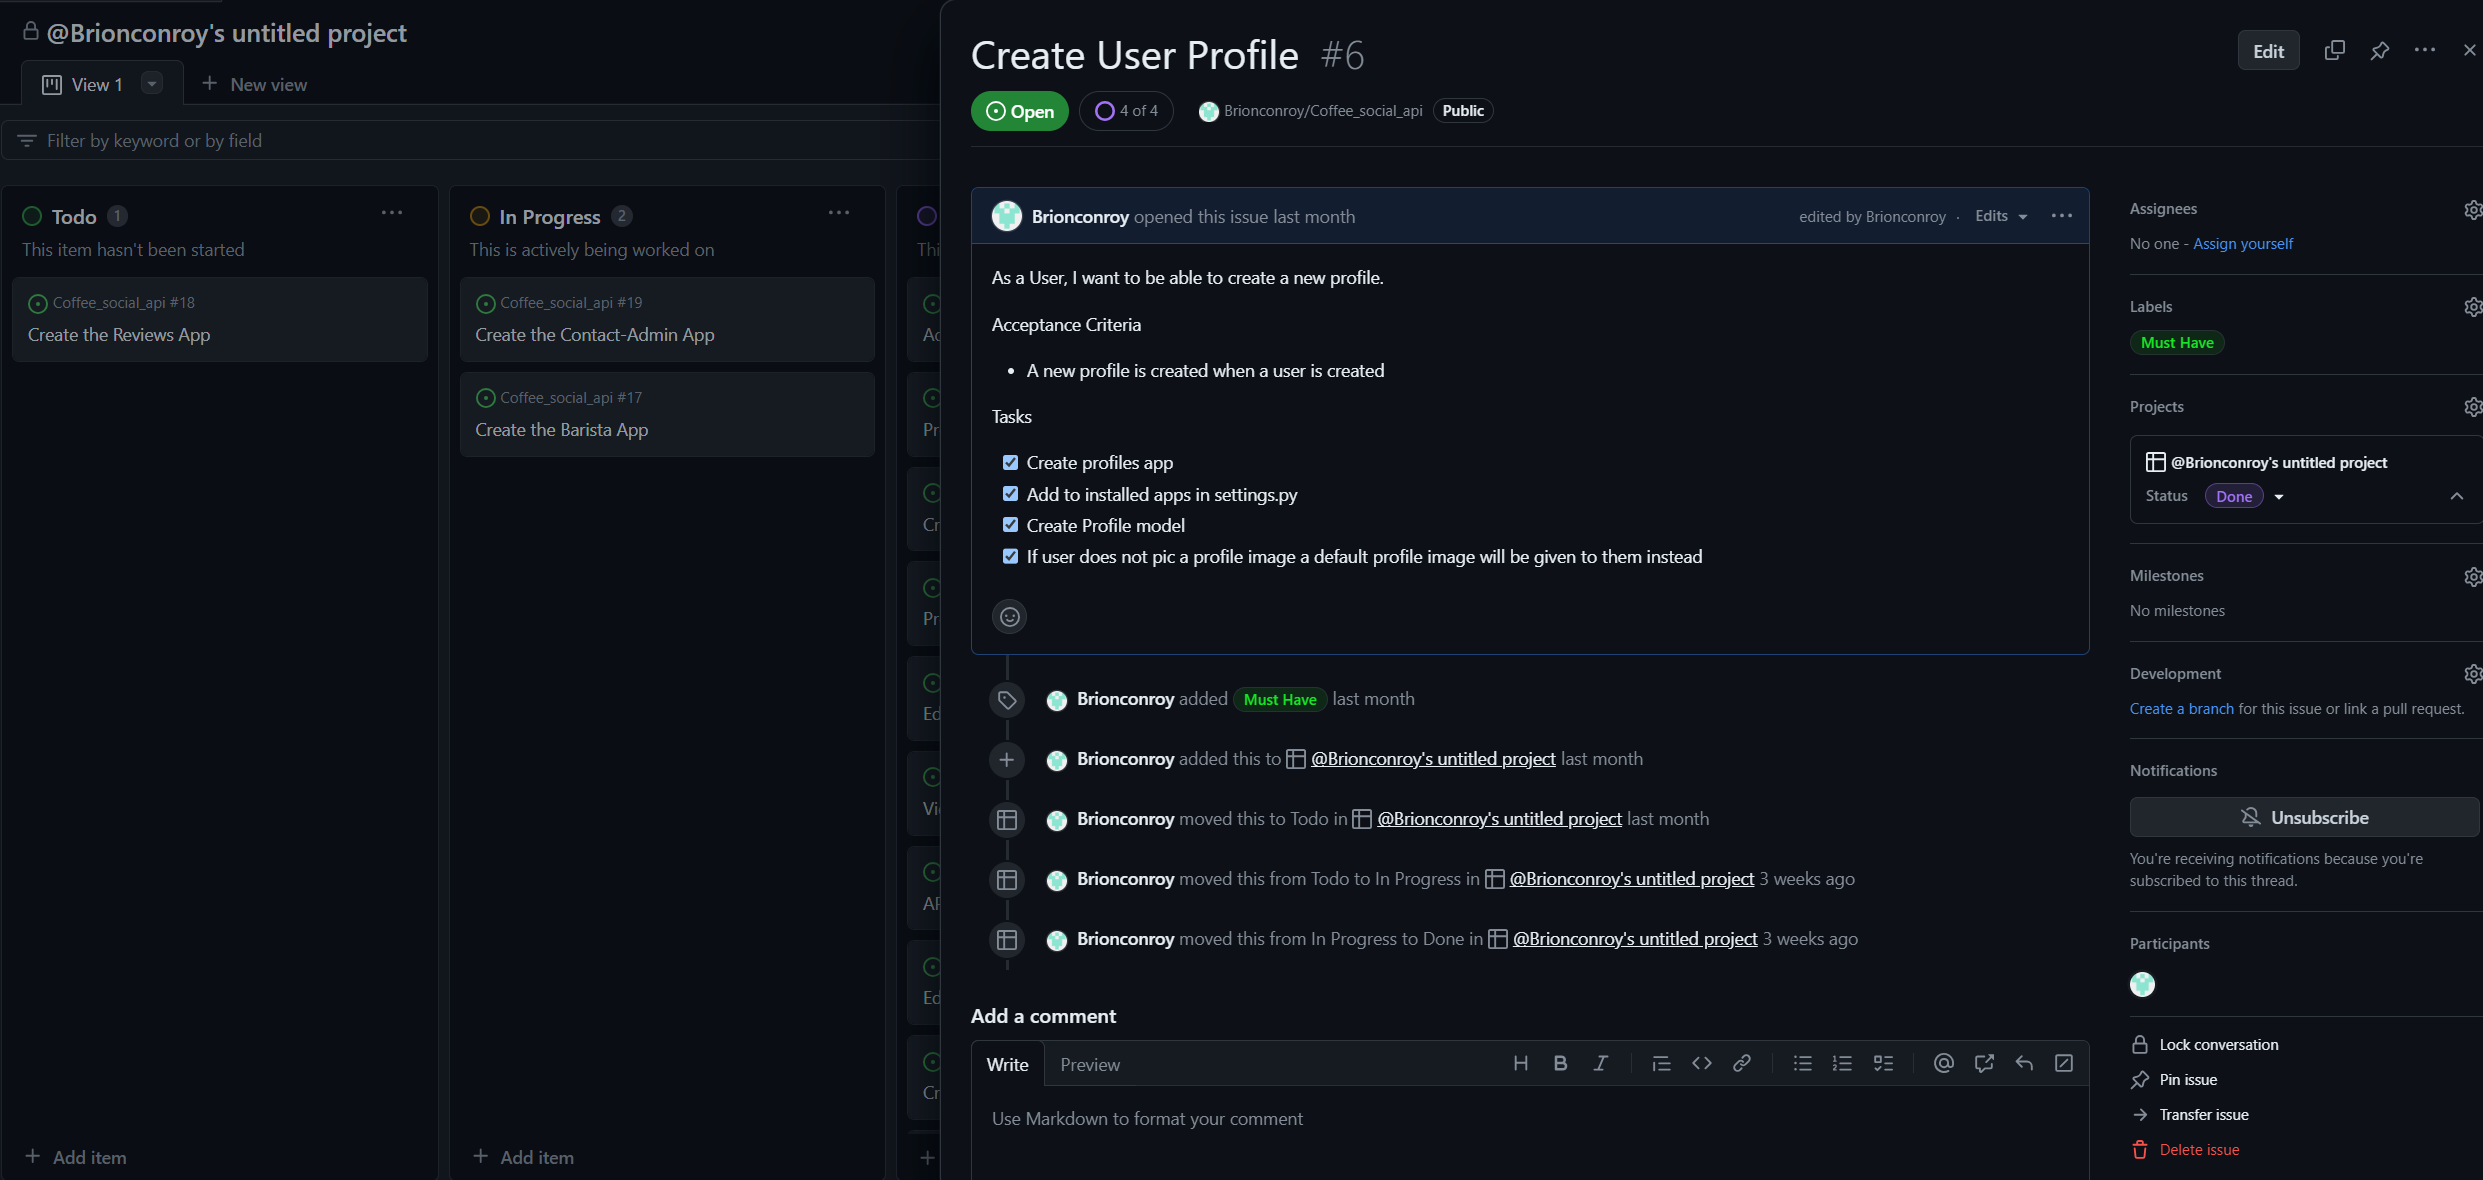 @Brionconroy's untitled project
View 1
New view
Filter by keyword or by field
Todo 1
This item hasn't been started
Coffee_social_api #18
Create the Reviews App
Add item
In Progress 2
This is actively being worked on
Coffee_social_api #19
Create the Contact-Admin App
Coffee_social_api #17
Create the Barista App
Add item
Create User Profile #6
Edit
Open
4 of 4
Brionconroy/Coffee_social_api
Public
Brionconroy opened this issue last month
edited by Brionconroy · Edits
As a User, I want to be able to create a new profile.
Acceptance Criteria
• A new profile is created when a user is created
Tasks
Create profiles app
Add to installed apps in settings.py
Create Profile model
If user does not pic a profile image a default profile image will be given to them instead
Brionconroy added Must Have last month
Brionconroy added this to @Brionconroy's untitled project last month
Brionconroy moved this to Todo in @Brionconroy's untitled project last month
Brionconroy moved this from Todo to In Progress in @Brionconroy's untitled project 3 weeks ago
Brionconroy moved this from In Progress to Done in @Brionconroy's untitled project 3 weeks ago
Add a comment
Write
Preview
Use Markdown to format your comment
Assignees
No one - Assign yourself
Labels
Must Have
Projects
@Brionconroy's untitled project
Status Done
Milestones
No milestones
Development
Create a branch for this issue or link a pull request.
Notifications
Unsubscribe
You're receiving notifications because you're
subscribed to this thread.
Participants
Lock conversation
Pin issue
Transfer issue
Delete issue